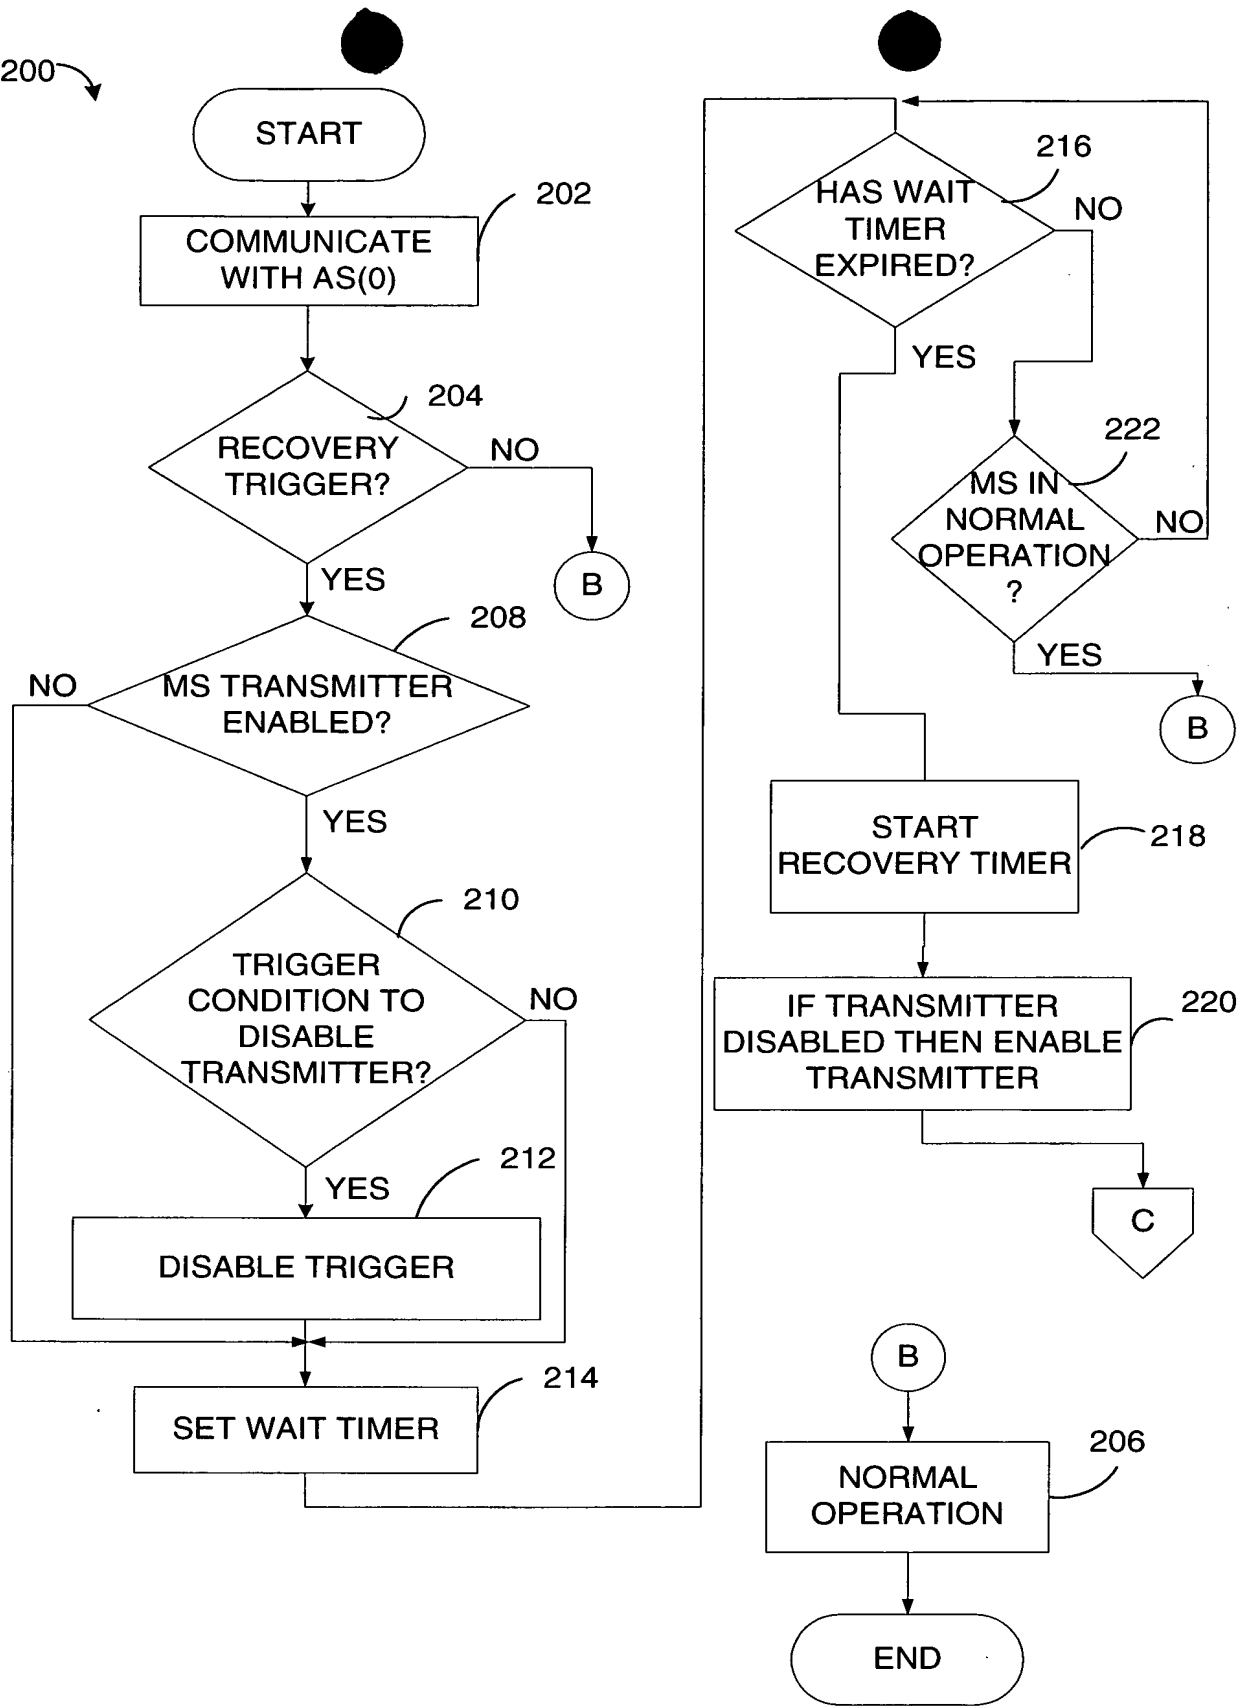 200
START
202
COMMUNICATE
WITH AS(0)
204
RECOVERY
TRIGGER?
NO
B
YES
208
NO
MS TRANSMITTER
ENABLED?
YES
210
TRIGGER
CONDITION TO
DISABLE
TRANSMITTER?
NO
YES
212
DISABLE TRIGGER
214
SET WAIT TIMER
216
HAS WAIT
TIMER
EXPIRED?
NO
YES
222
MS IN
NORMAL
OPERATION
?
NO
YES
B
START
RECOVERY TIMER
218
IF TRANSMITTER
DISABLED THEN ENABLE
TRANSMITTER
220
C
B
206
NORMAL
OPERATION
END